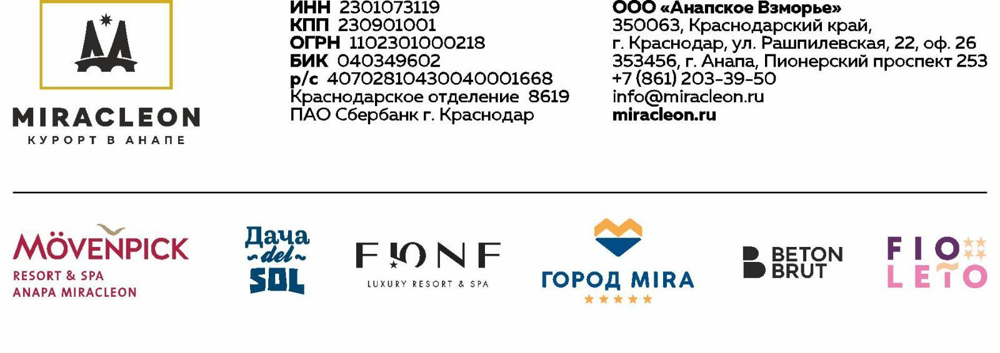 MIRACLEON
КУРОРТ В АНАПЕ
ИНН 2301073119
КПП 230901001
ОГРН 1102301000218
БИК 040349602
р/с 40702810430040001668
Краснодарское отделение 8619
ПАО Сбербанк г. Краснодар
ООО «Анапское Взморье»
350063, Краснодарский край,
г. Краснодар, ул. Рашпилевская, 22, оф. 26
353456, г. Анапа, Пионерский проспект 253
+7 (861) 203-39-50
info@miracleon.ru
miracleon.ru
MÖVENPICK
RESORT & SPA
ANAPA MIRACLEON
Дача
del
SOL
LUXURY RESORT & SPA
ГОРОД MIRA
BETON
BRUT
FIO
LETO